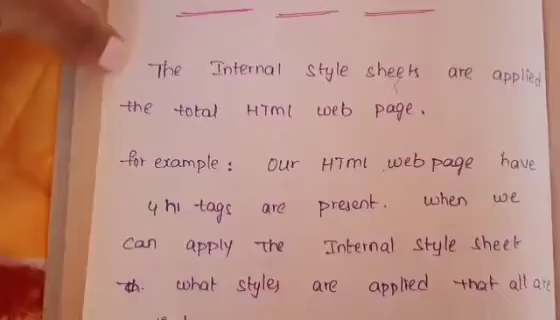 The Internal style sheets are applied
the total HTML web page.
for example: Our HTML web page have
4 h1 tags are present. when we
can apply the Internal style sheet
what styles are applied that all are